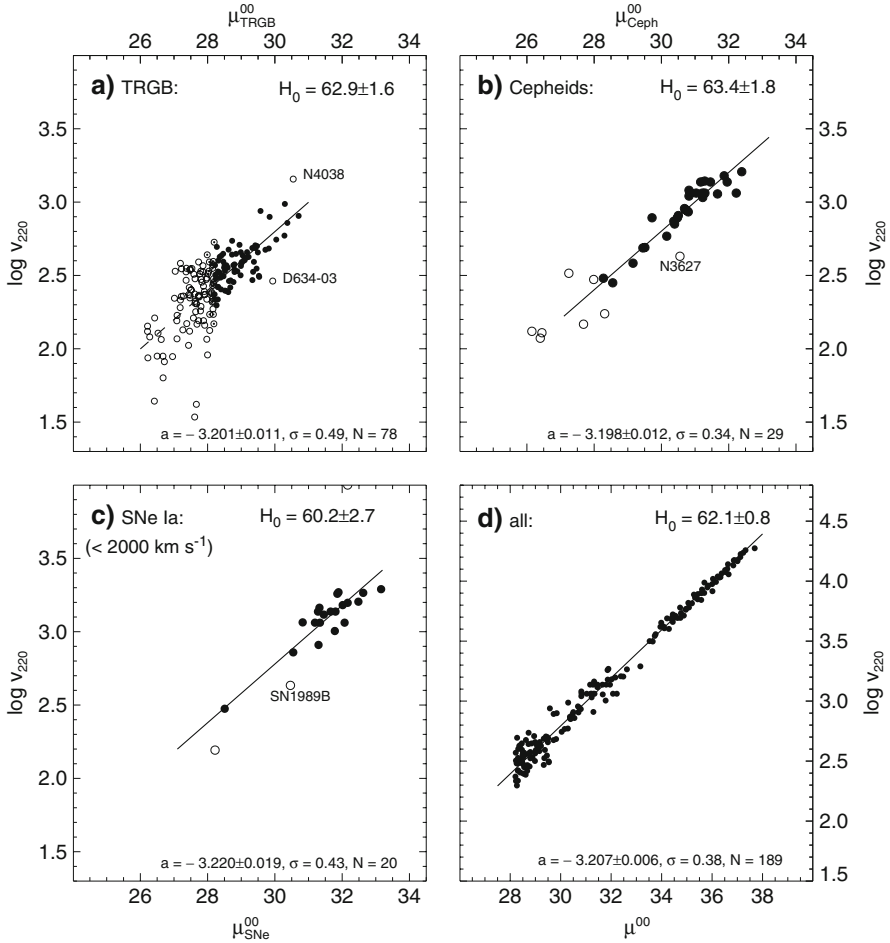 μ⁰⁰TRGB
26 28 30 32 34
μ⁰⁰Ceph
26 28 30 32 34
a) TRGB: H₀ = 62.9±1.6
b) Cepheids: H₀ = 63.4±1.8
log v₂₂₀
3.5
3.0
2.5
2.0
1.5
N4038
D634-03
a = − 3.201±0.011, σ = 0.49, N = 78
N3627
a = − 3.198±0.012, σ = 0.34, N = 29
3.5
3.0
2.5
2.0
1.5
log v₂₂₀
c) SNe Ia: H₀ = 60.2±2.7
(< 2000 km s⁻¹)
log v₂₂₀
3.5
3.0
2.5
2.0
1.5
SN1989B
a = − 3.220±0.019, σ = 0.43, N = 20
26 28 30 32 34
μ⁰⁰SNe
d) all: H₀ = 62.1±0.8
4.5
4.0
3.5
3.0
2.5
2.0
1.5
log v₂₂₀
a = − 3.207±0.006, σ = 0.38, N = 189
28 30 32 34 36 38
μ⁰⁰